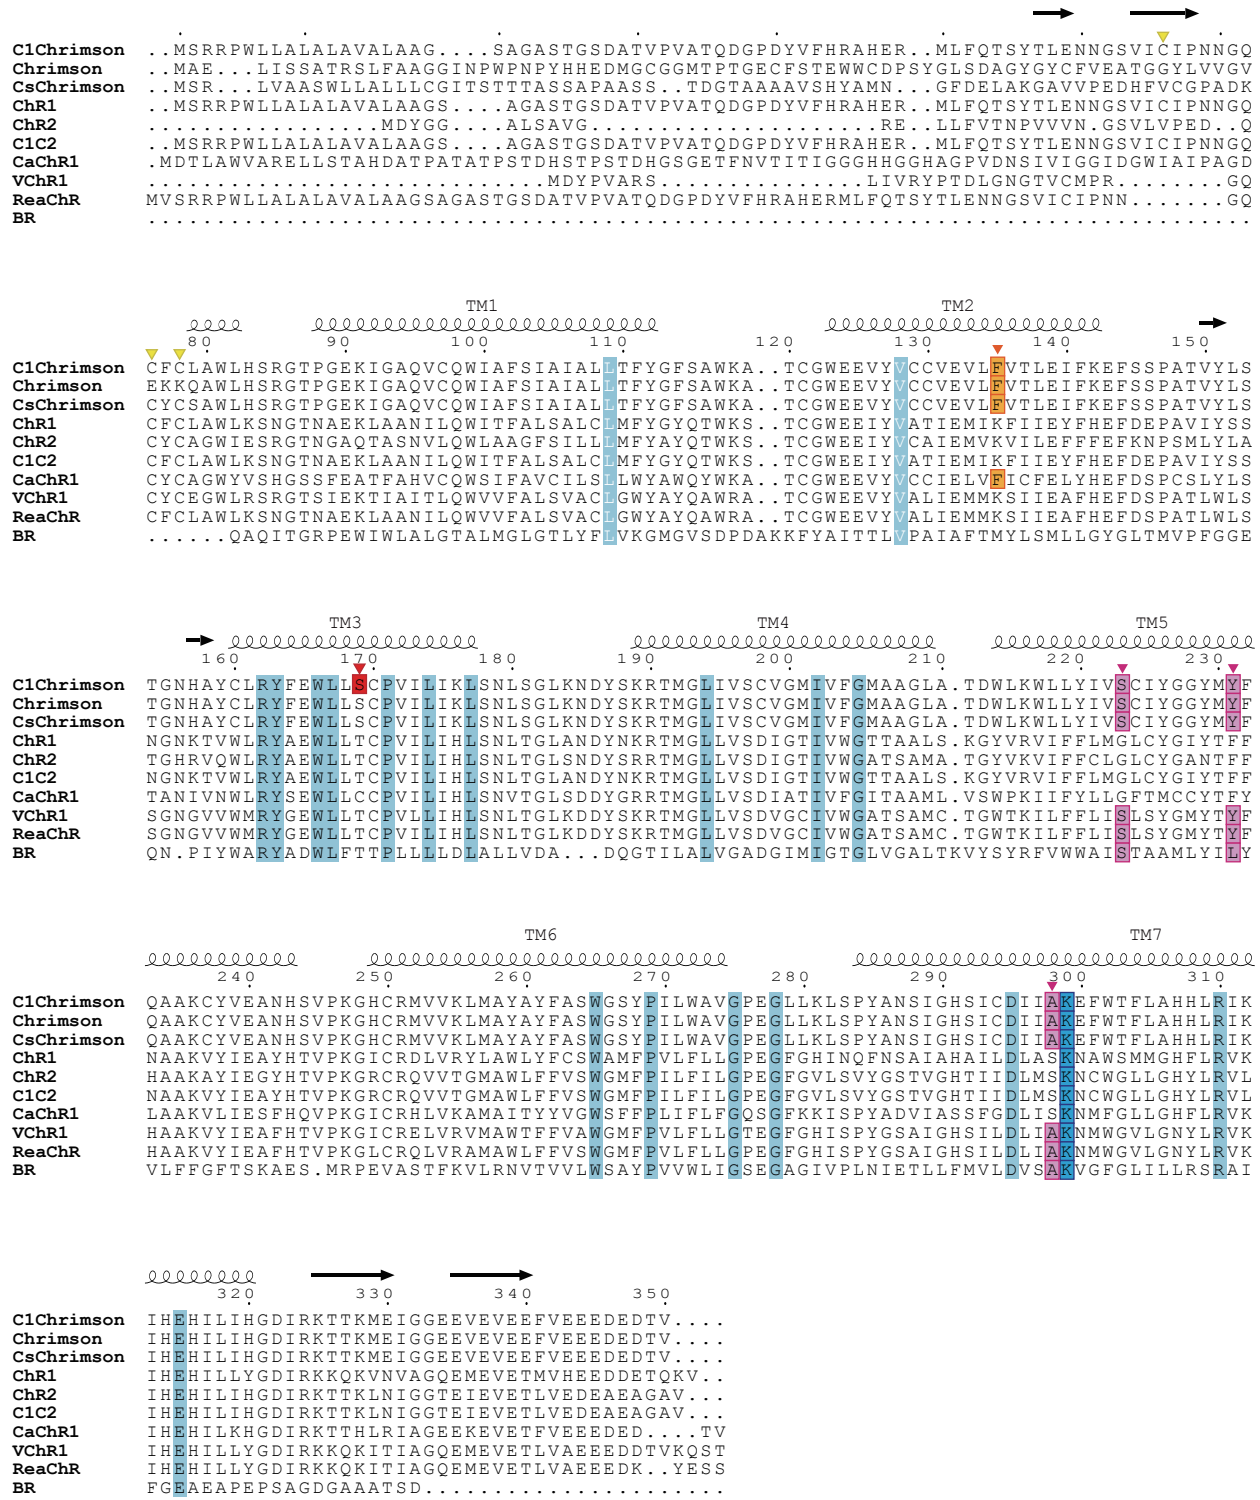 C1Chrimson ..MSRRPWLLALALAVALAAG....SAGASTGSDATVPVATQDGPDYVFHRAHER..MLFQTSYTLENNGSVICIPNNGQ
Chrimson ..MAE...LISSATRSLFAAGGINPWPNPYHHEDMGCGGMTPTGECFSTEWWCDPSYGLSDAGYGYCFVEATGGYLVVGV
CsChrimson ..MSR...LVAASWLLALLLCGITSTTTASSAPAASS..TDGTAAAAVSHYAMN...GFDELAKGAVVPEDHFVCGPADK
ChR1 ..MSRRPWLLALALAVALAAGS....AGASTGSDATVPVATQDGPDYVFHRAHER..MLFQTSYTLENNGSVICIPNNGQ
ChR2 .................MDYGG....ALSAVG.....................RE...LLFVTNPVVVN.GSVLVPED..Q
C1C2 ..MSRRPWLLALALAVALAAGS....AGASTGSDATVPVATQDGPDYVFHRAHER..MLFQTSYTLENNGSVICIPNNGQ
CaChR1 .MDTLAWVARELLSTAHDATPATATPSTDHSTPSTDHGSGETFNVTITIGGGHHGGHAGPVDNSIVIGGIDGWIAIPAGD
VChR1 .............................MDYPVARS...............LIVRYPTDLGNGTVCMPR........GQ
ReaChR MVSRRPWLLALALAVALAAGSAGASTGSDATVPVATQDGPDYVFHRAHERMLFQTSYTLENNGSVICIPNN.......GQ
BR ................................................................................
TM1 TM2
80 90 100 110 120 130 140 150
C1Chrimson CFCLAWLHSRGTPGEKIGAQVCQWIAFSIAIALLTFYGFSAWKA..TCGWEEVYVCCVEVLFVTLEIFKEFSSPATVYLS
Chrimson EKKQAWLHSRGTPGEKIGAQVCQWIAFSIAIALLTFYGFSAWKA..TCGWEEVYVCCVEVLFVTLEIFKEFSSPATVYLS
CsChrimson CYCSAWLHSRGTPGEKIGAQVCQWIAFSIAIALLTFYGFSAWKA..TCGWEEVYVCCVEVLFVTLEIFKEFSSPATVYLS
ChR1 CFCLAWLKSNGTNAEKLAANILQWITFALSALCLMFYGYQTWKS..TCGWEEIYVATIEMIKFIIEYFHEFDEPAVIYSS
ChR2 CYCAGWIESRGTNGAQTASNVLQWLAAGFSILLLMFYAYQTWKS..TCGWEEIYVCAIEMVKVILEFFFEFKNPSMLYLA
C1C2 CFCLAWLKSNGTNAEKLAANILQWITFALSALCLMFYGYQTWKS..TCGWEEIYVATIEMIKFIIEYFHEFDEPAVIYSS
CaChR1 CYCAGWYVSHGSSFEATFAHVCQWSIFAVCILSLLWYAWQYWKA..TCGWEEVYVCCIELVFICFELYHEFDSPCSLYLS
VChR1 CYCEGWLRSRGTSIEKTIAITLQWVVFALSVACLGWYAYQAWRA..TCGWEEVYVALIEMMKSIIEAFHEFDSPATLWLS
ReaChR CFCLAWLKSNGTNAEKLAANILQWVVFALSVACLGWYAYQAWRA..TCGWEEVYVALIEMMKSIIEAFHEFDSPATLWLS
BR ......QAQITGRPEWIWLALGTALMGLGTLYFLVKGMGVSDPDAKKFYAITTLVPAIAFTMYLSMLLGYGLTMVPFGGE
TM3 TM4 TM5
160 170 180 190 200 210 220 230
C1Chrimson TGNHAYCLRYFEWLLSCPVILIKLSNLSGLKNDYSKRTMGLIVSCVGMIVFGMAAGLA.TDWLKWLLYIVSCIYGGYMYF
Chrimson TGNHAYCLRYFEWLLSCPVILIKLSNLSGLKNDYSKRTMGLIVSCVGMIVFGMAAGLA.TDWLKWLLYIVSCIYGGYMYF
CsChrimson TGNHAYCLRYFEWLLSCPVILIKLSNLSGLKNDYSKRTMGLIVSCVGMIVFGMAAGLA.TDWLKWLLYIVSCIYGGYMYF
ChR1 NGNKTVWLRYAEWLLTCPVILIHLSNLTGLANDYNKRTMGLLVSDIGTIVWGTTAALS.KGYVRVIFFLMGLCYGIYTFF
ChR2 TGHRVQWLRYAEWLLTCPVILIHLSNLTGLSNDYSRRTMGLLVSDIGTIVWGATSAMA.TGYVKVIFFCLGLCYGANTFF
C1C2 NGNKTVWLRYAEWLLTCPVILIHLSNLTGLANDYNKRTMGLLVSDIGTIVWGTTAALS.KGYVRVIFFLMGLCYGIYTFF
CaChR1 TANIVNWLRYSEWLLCCPVILIHLSNVTGLSDDYGRRTMGLLVSDIATIVFGITAAML.VSWPKIIFYLLGFTMCCYTFY
VChR1 SGNGVVWMRYGEWLLTCPVLLIHLSNLTGLKDDYSKRTMGLLVSDVGCIVWGATSAMC.TGWTKILFFLISLSYGMYTYF
ReaChR SGNGVVWMRYGEWLLTCPVILIHLSNLTGLKDDYSKRTMGLLVSDVGCIVWGATSAMC.TGWTKILFFLISLSYGMYTYF
BR QN.PIYWARYADWLFTTPLLLLDLALLVDA...DQGTILALVGADGIMIGTGLVGALTKVYSYRFVWWAISTAAMLYILY
TM6 TM7
240 250 260 270 280 290 300 310
C1Chrimson QAAKCYVEANHSVPKGHCRMVVKLMAYAYFASWGSYPILWAVGPEGLLKLSPYANSIGHSICDIIAKEFWTFLAHHLRIK
Chrimson QAAKCYVEANHSVPKGHCRMVVKLMAYAYFASWGSYPILWAVGPEGLLKLSPYANSIGHSICDIIAKEFWTFLAHHLRIK
CsChrimson QAAKCYVEANHSVPKGHCRMVVKLMAYAYFASWGSYPILWAVGPEGLLKLSPYANSIGHSICDIIAKEFWTFLAHHLRIK
ChR1 NAAKVYIEAYHTVPKGICRDLVRYLAWLYFCSWAMFPVLFLLGPEGFGHINQFNSAIAHAILDLASKNAWSMMGHFLRVK
ChR2 HAAKAYIEGYHTVPKGRCRQVVTGMAWLFFVSWGMFPILFILGPEGFGVLSVYGSTVGHTIIDLMSKNCWGLLGHYLRVL
C1C2 NAAKVYIEAYHTVPKGICRQVVTGMAWLFFVSWGMFPILFILGPEGFGVLSVYGSTVGHTIIDLMSKNCWGLLGHYLRVL
CaChR1 LAAKVLIESFHQVPKGICRHLVKAMAITYYVGWSFFPLIFLFGQSGFKKISPYADVIASSFGDLISKNMFGLLGHFLRVK
VChR1 HAAKVYIEAFHTVPKGICRELVRVMAWTFFVAWGMFPVLFLLGTEGFGHISPYGSAIGHSILDLIAKNMWGVLGNYLRVK
ReaChR HAAKVYIEAFHTVPKGLCRQLVRAMAWLFFVSWGMFPVLFLLGPEGFGHISPYGSAIGHSILDLIAKNMWGVLGNYLRVK
BR VLFFGFTSKAES.MRPEVASTFKVLRNVTVVLWSAYPVVWLIGSEGAGIVPLNIETLLFMVLDVSAKVGFGLILLRSRAI
320 330 340 350
C1Chrimson IHEHILIHGDIRKTTKMEIGGEEVEVEEFVEEEDEDTV....
Chrimson IHEHILIHGDIRKTTKMEIGGEEVEVEEFVEEEDEDTV....
CsChrimson IHEHILIHGDIRKTTKMEIGGEEVEVEEFVEEEDEDTV....
ChR1 IHEHILLYGDIRKKQKVNVAGQEMEVETMVHEEDDETQKV..
ChR2 IHEHILIHGDIRKTTKLNIGGTEIEVETLVEDEAEAGAV...
C1C2 IHEHILIHGDIRKTTKLNIGGTEIEVETLVEDEAEAGAV...
CaChR1 IHEHILKHGDIRKTTHLRIAGEEKEVETFVEEEDED....TV
VChR1 IHEHILLYGDIRKKQKITIAGQEMEVETLVAEEEDDTVKQST
ReaChR IHEHILLYGDIRKKQKITIAGQEMEVETLVAEEEDK..YESS
BR FGEAEAPEPSAGDGAAATSD......................